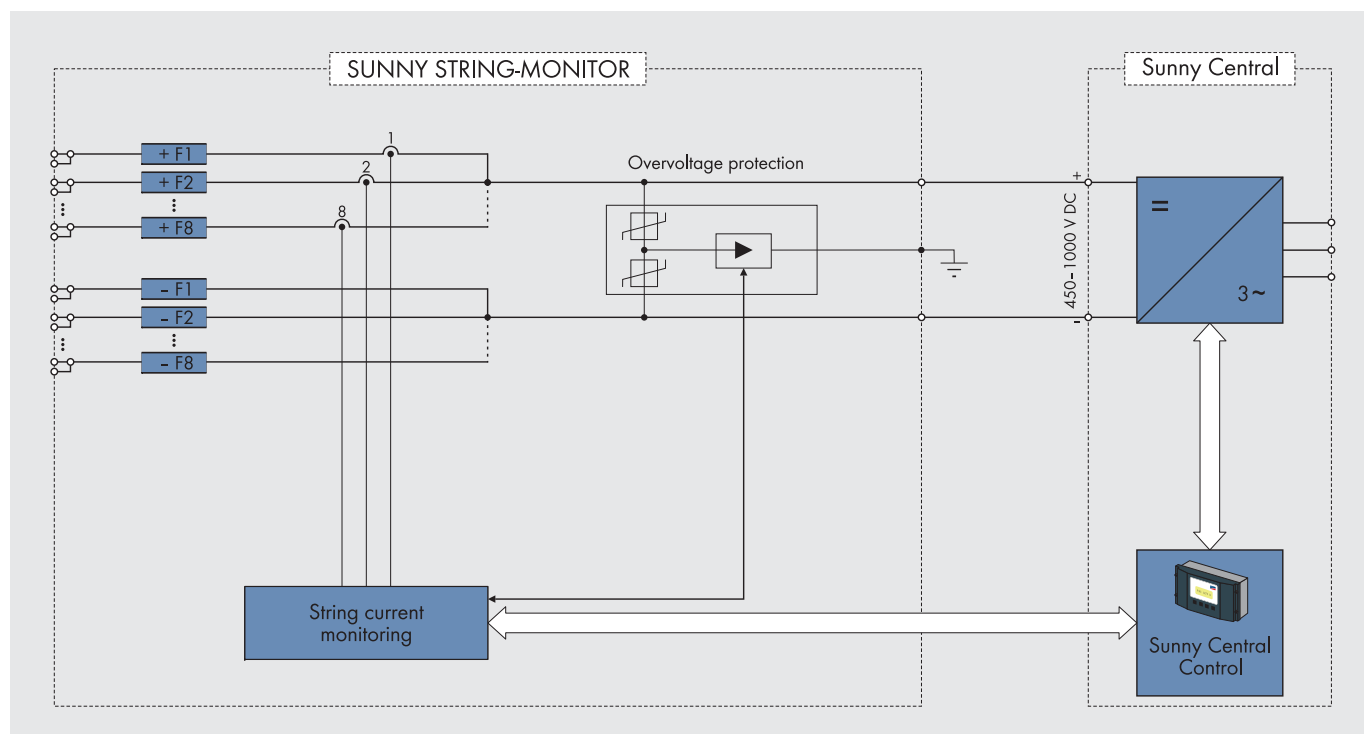 SUNNY STRING-MONITOR
Sunny Central
1
+ F1
2
+ F2
8
+ F8
Overvoltage protection
+
450-1000 V DC
-
=
3~
- F1
- F2
- F8
String current
monitoring
Sunny Central
Control